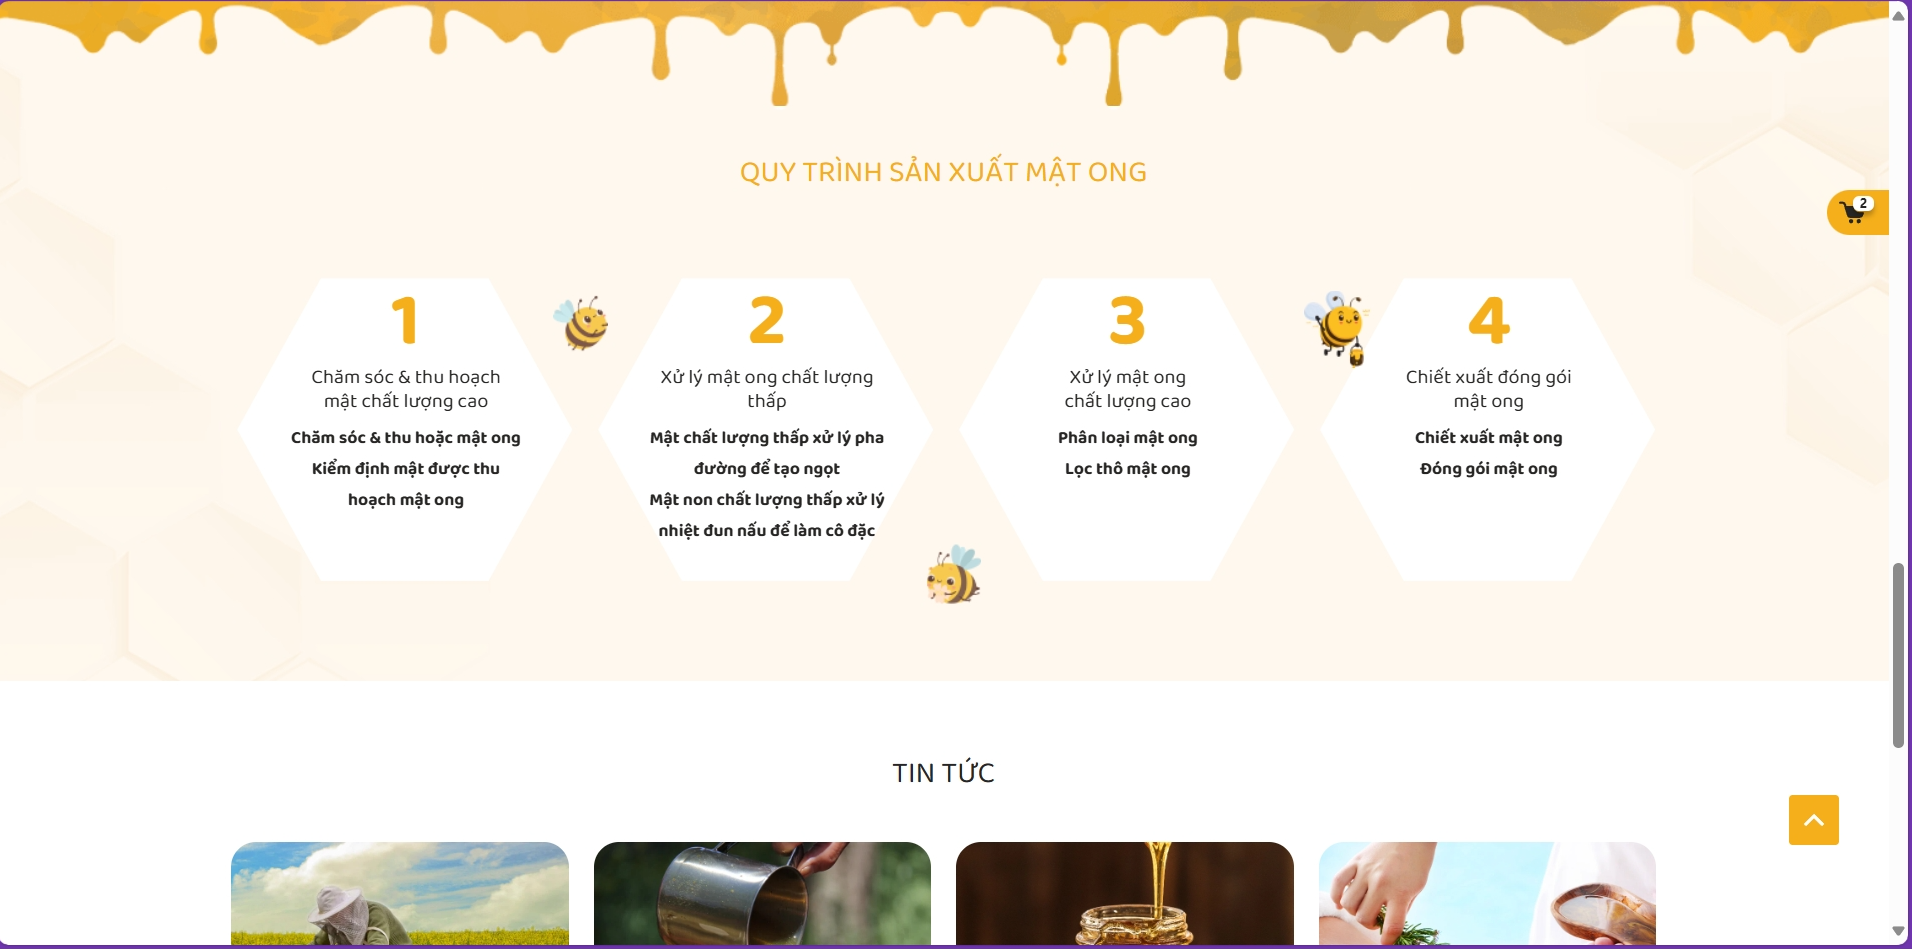 QUY TRÌNH SẢN XUẤT MẬT ONG
2
1
Chăm sóc & thu hoạch
mật chất lượng cao
Chăm sóc & thu hoặc mật ong
Kiểm định mật được thu
hoạch mật ong
2
Xử lý mật ong chất lượng
thấp
Mật chất lượng thấp xử lý pha
đường để tạo ngọt
Mật non chất lượng thấp xử lý
nhiệt đun nấu để làm cô đặc
3
Xử lý mật ong
chất lượng cao
Phân loại mật ong
Lọc thô mật ong
4
Chiết xuất đóng gói
mật ong
Chiết xuất mật ong
Đóng gói mật ong
TIN TỨC